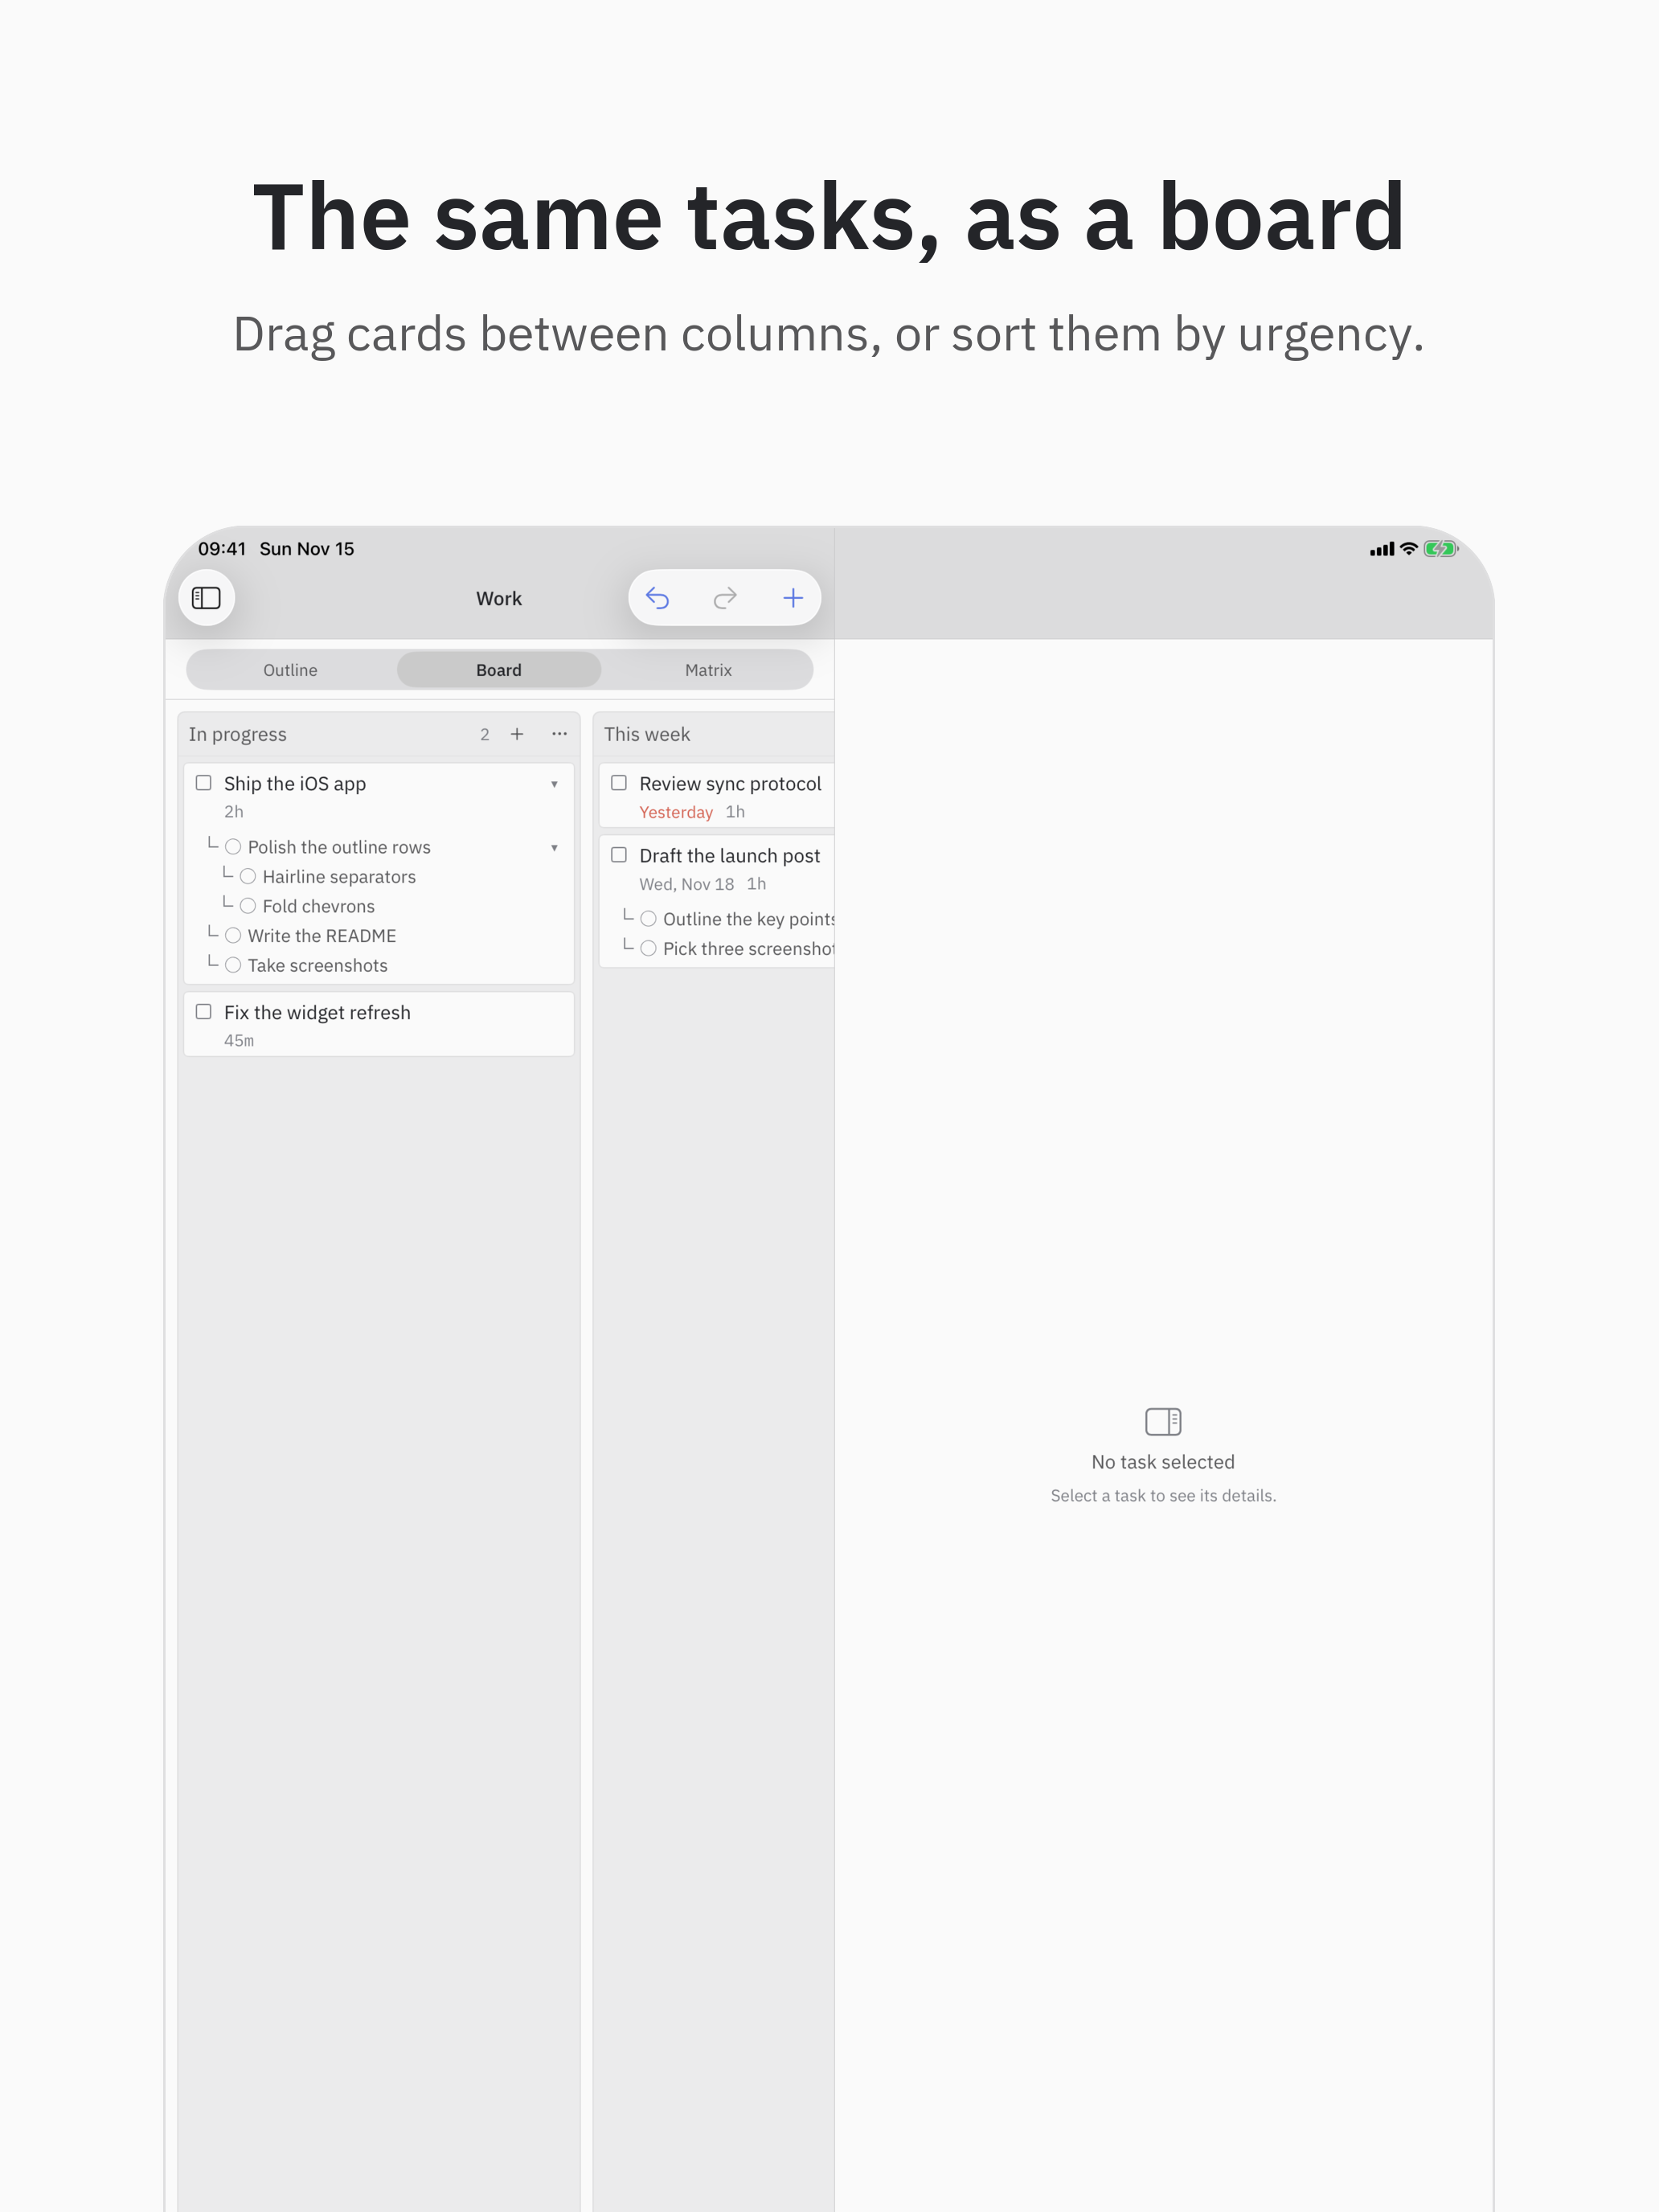 The same tasks, as a board
Drag cards between columns, or sort them by urgency.
09:41 Sun Nov 15
Work
Outline Board Matrix
In progress 2
Ship the iOS app
2h
Polish the outline rows
Hairline separators
Fold chevrons
Write the README
Take screenshots
Fix the widget refresh
45m
This week
Review sync protocol
Yesterday 1h
Draft the launch post
Wed, Nov 18 1h
Outline the key points
Pick three screenshot
No task selected
Select a task to see its details.